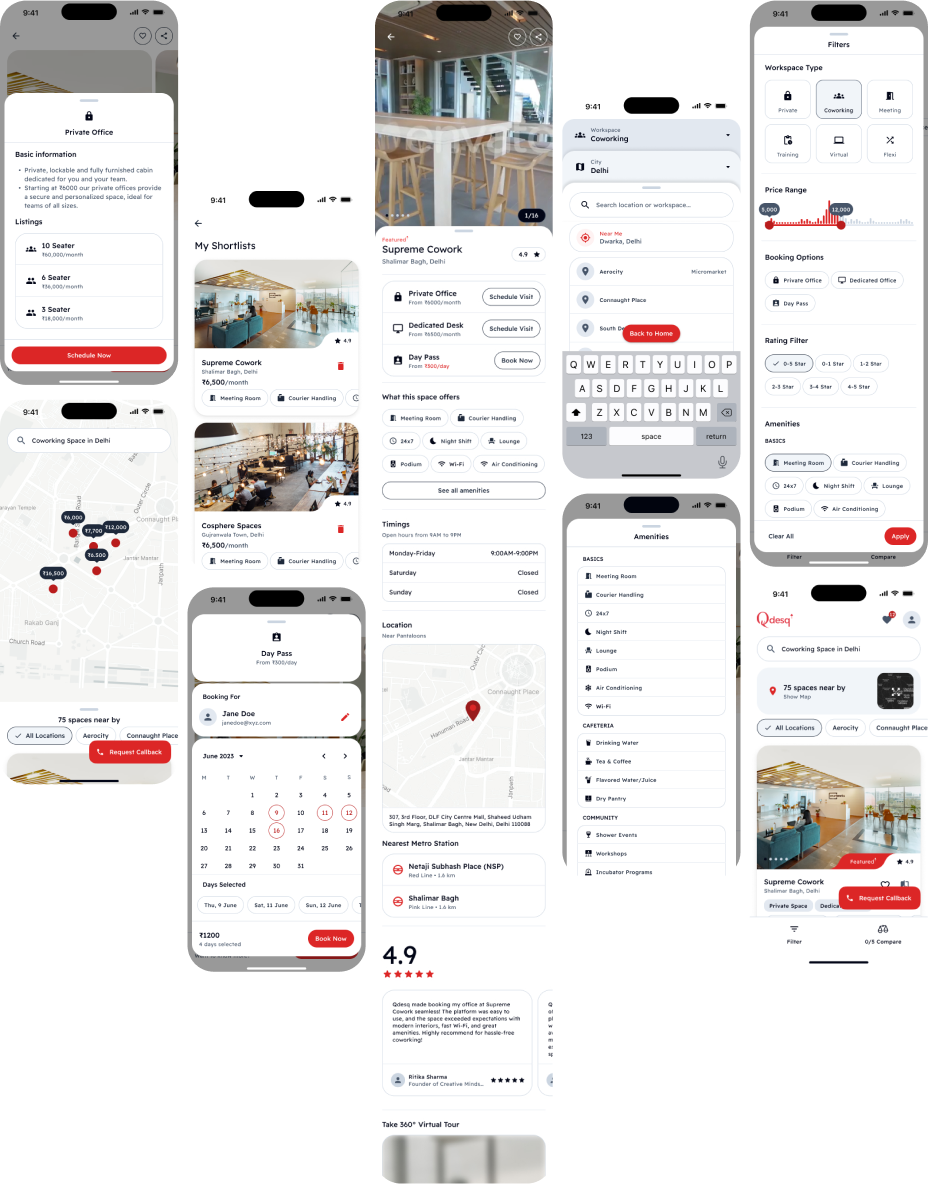 9:41
Private Office
Basic information
• Private, lockable and fully furnished cabin
dedicated for you and your team.
• Starting at ₹6000 our private offices provide
a secure and personalized space, ideal for
teams of all sizes.
Listings
10 Seater
₹60,000/month
6 Seater
₹36,000/month
3 Seater
₹18,000/month
Schedule Now
9:41
Coworking Space in Delhi
Outer Circle
Connaught Pl
₹6,000
₹7,700
₹12,000
₹6,500
₹16,500
Jantar Mantar
Janpath
Rakab Ganj
Church Road
75 spaces near by
All Locations
Aerocity
Connaught Place
Request Callback
9:41
My Shortlists
4.9
Supreme Cowork
Shalimar Bagh, Delhi
₹6,500/month
Meeting Room
Courier Handling
4.9
Cosphere Spaces
Gujranwala Town, Delhi
₹6,500/month
Meeting Room
Courier Handling
9:41
Day Pass
From ₹300/day
Booking For
Jane Doe
janedoe@xyz.com
June 2023
M T W T F S S
1 2 3 4 5
6 7 8 9 10 11 12
13 14 15 16 17 18 19
20 21 22 23 24 25 26
27 28 29 30 31
Days Selected
Thu, 9 June
Sat, 11 June
Sun, 12 June
₹1200
4 days selected
Book Now
9:41
1/16
Featured
Supreme Cowork
Shalimar Bagh, Delhi
4.9
Private Office
From ₹6000/month
Schedule Visit
Dedicated Desk
From ₹6500/month
Schedule Visit
Day Pass
From ₹300/day
Book Now
What this space offers
Meeting Room
Courier Handling
24x7
Night Shift
Lounge
Podium
Wi-Fi
Air Conditioning
See all amenities
Timings
Open hours from 9AM to 9PM
Monday-Friday 9:00AM-9:00PM
Saturday Closed
Sunday Closed
Location
Near Pantaloons
Outer Circ
Connaught Place
Hanuman Road
Jantar Mantar
Janpath
307, 3rd Floor, DLF City Centre Mall, Shaheed Udham
Singh Marg, Shalimar Bagh, New Delhi, Delhi 110088
Nearest Metro Station
Netaji Subhash Place (NSP)
Red Line • 1.6 km
Shalimar Bagh
Pink Line • 1.6 km
4.9
Qdesq made booking my office at Supreme
Cowork seamless! The platform was easy to
use, and the space exceeded expectations with
modern interiors, fast Wi-Fi, and great
amenities. Highly recommend for hassle-free
coworking!
Ritika Sharma
Founder of Creative Minds...
Take 360° Virtual Tour
9:41
Workspace
Coworking
City
Delhi
Search location or workspace...
Near Me
Dwarka, Delhi
Aerocity
Micromarket
Connaught Place
South De
Back to Home
Q W E R T Y U I O P
A S D F G H J K L
Z X C V B N M
123 space return
9:41
Amenities
BASICS
Meeting Room
Courier Handling
24x7
Night Shift
Lounge
Podium
Air Conditioning
Wi-Fi
CAFETERIA
Drinking Water
Tea & Coffee
Flavored Water/Juice
Dry Pantry
COMMUNITY
Shower Events
Workshops
Incubator Programs
9:41
Filters
Workspace Type
Private
Coworking
Meeting
Training
Virtual
Flexi
Price Range
5,000
12,000
Booking Options
Private Office
Dedicated Office
Day Pass
Rating Filter
0-5 Star
0-1 Star
1-2 Star
2-3 Star
3-4 Star
4-5 Star
Amenities
BASICS
Meeting Room
Courier Handling
24x7
Night Shift
Lounge
Podium
Air Conditioning
Clear All
Apply
Filter
Compare
9:41
Qdesq
Coworking Space in Delhi
75 spaces near by
Show Map
All Locations
Aerocity
Connaught Place
Featured
4.9
Supreme Cowork
Shalimar Bagh, Delhi
Private Space
Dedica
Request Callback
Filter
0/5 Compare